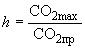 h = CO₂max / CO₂пр